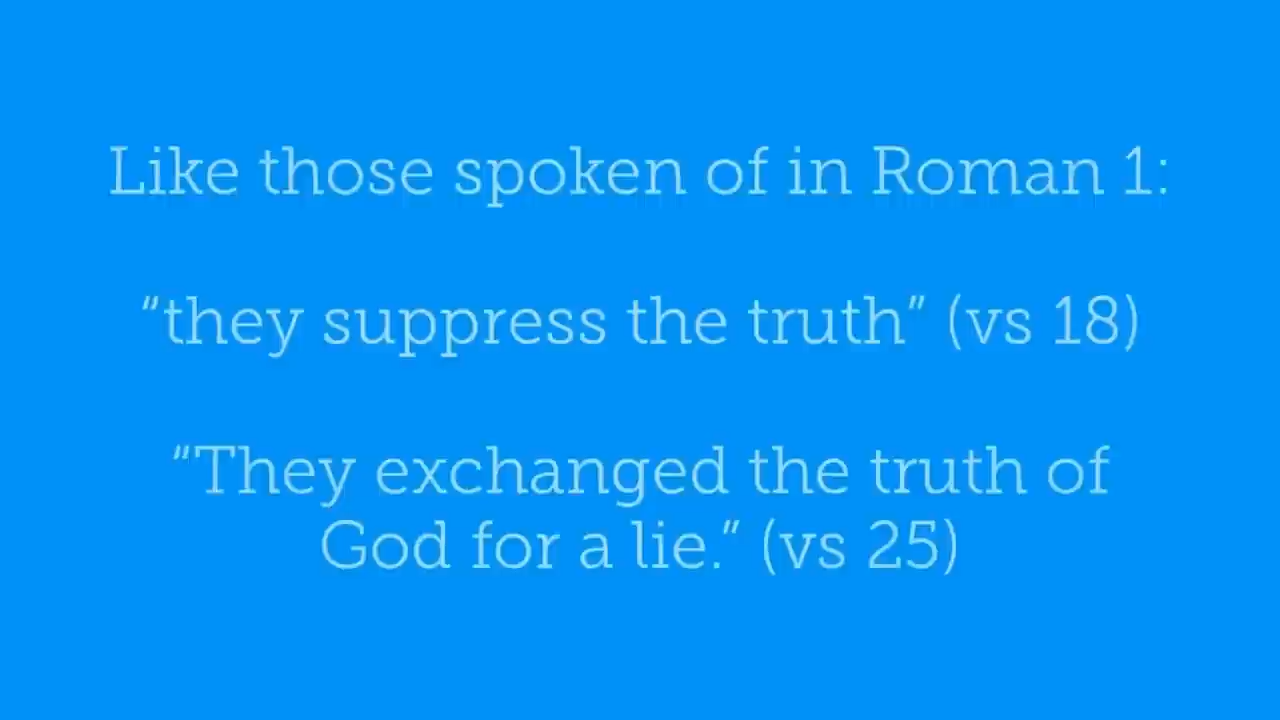 Like those spoken of in Roman 1:
“they suppress the truth” (vs 18)
“They exchanged the truth of
God for a lie.” (vs 25)